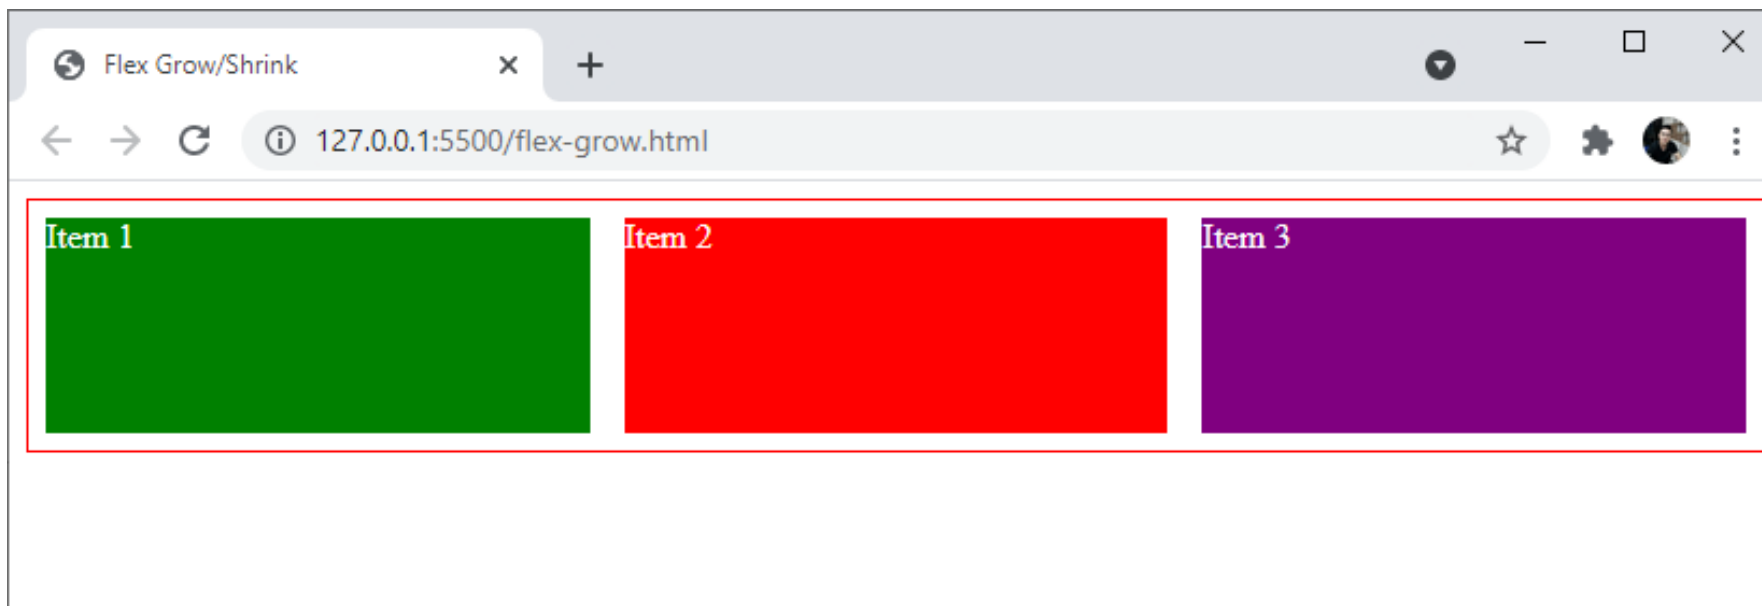 Flex Grow/Shrink
127.0.0.1:5500/flex-grow.html
Item 1 Item 2 Item 3